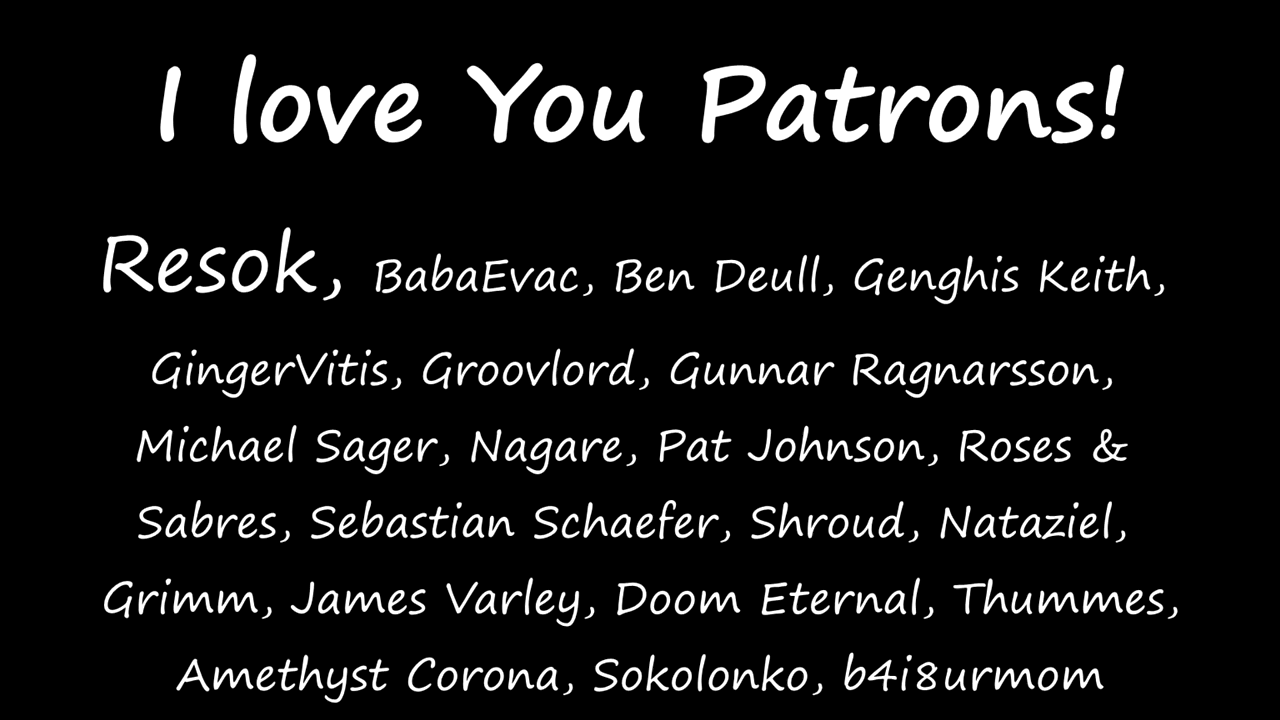 I love You Patrons!
Resok, BabaEvac, Ben Deull, Genghis Keith,
GingerVitis, Groovlord, Gunnar Ragnarsson,
Michael Sager, Nagare, Pat Johnson, Roses &
Sabres, Sebastian Schaefer, Shroud, Nataziel,
Grimm, James Varley, Doom Eternal, Thummes,
Amethyst Corona, Sokolonko, b4i8urmom